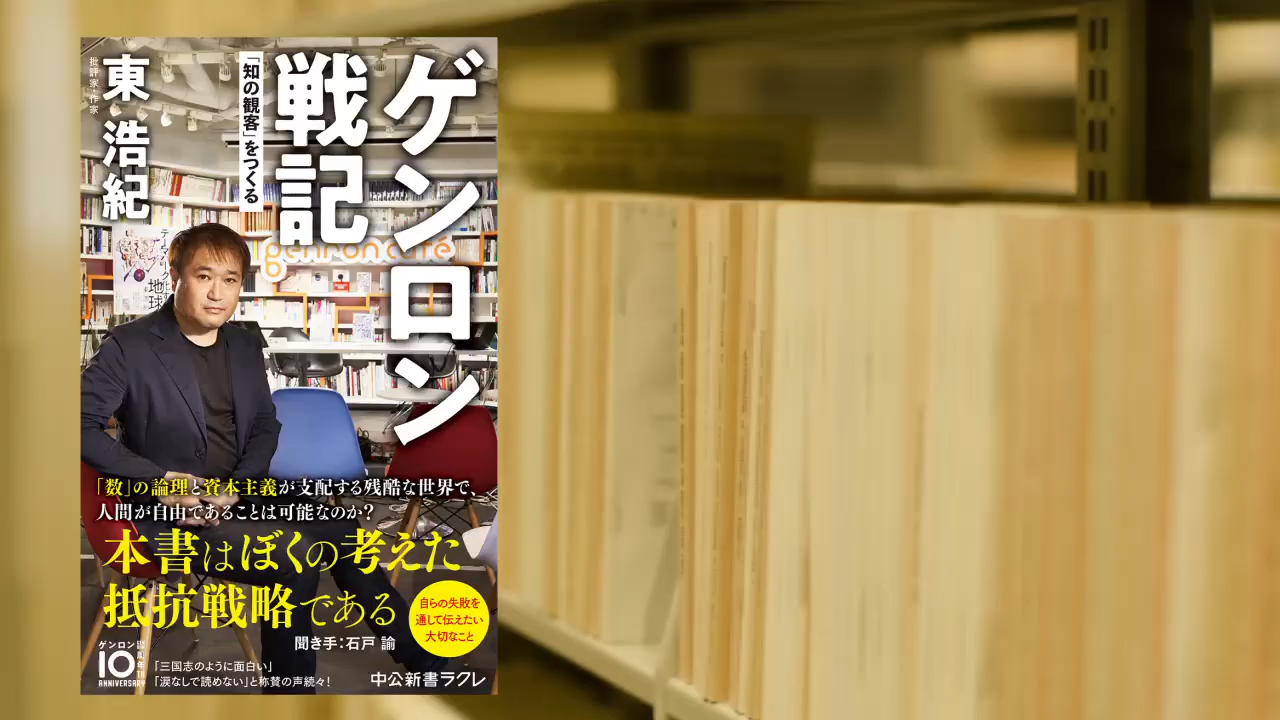 ゲンロン
戦記
「知の観客」をつくる
批評家・作家
東 浩紀
genron café
地球
「数」の論理と資本主義が支配する残酷な世界で、
人間が自由であることは可能なのか?
本書はぼくの考えた
抵抗戦略である
自らの失敗を
通して伝えたい
大切なこと
聞き手:石戸 諭
ゲンロン
10
ANNIVERSARY
「三国志のように面白い」
「涙なしで読めない」と称賛の声続々!
中公新書ラクレ